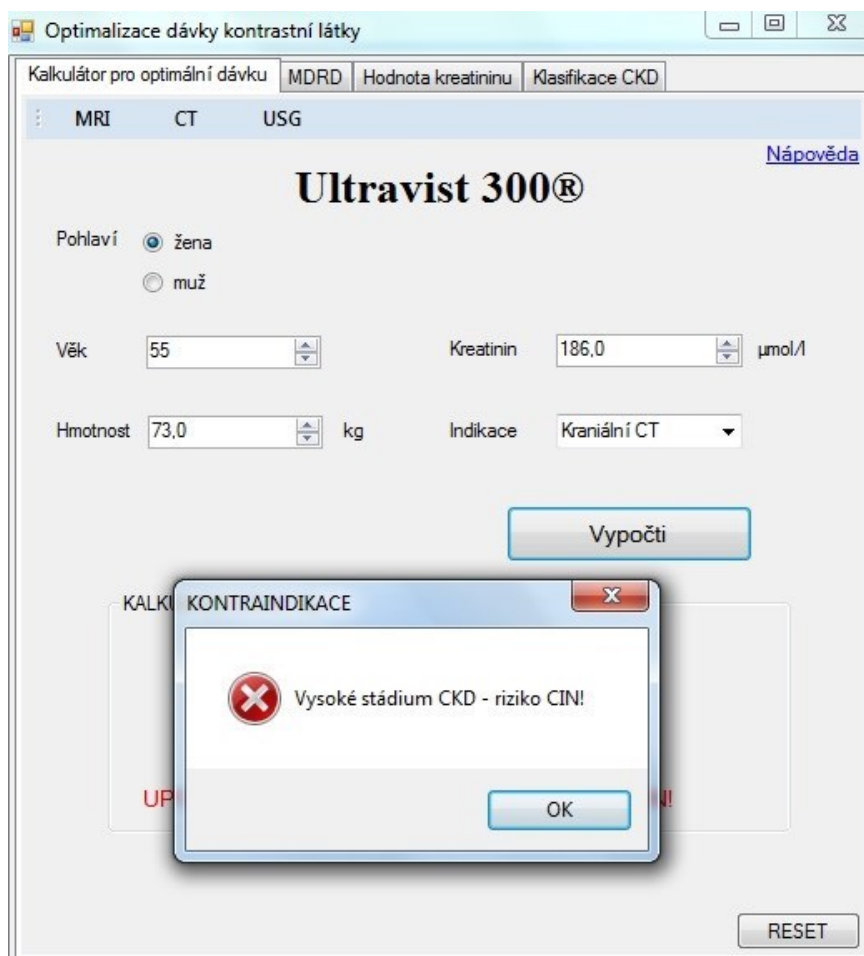 Optimalizace dávky kontrastní látky
Kalkulátor pro optimální dávku MDRD Hodnota kreatininu Klasifikace CKD
MRI CT USG
Nápověda
Ultravist 300®
Pohlaví žena
muž
Věk 55 Kreatinin 186,0 µmol/l
Hmotnost 73,0 kg Indikace Kraniální CT
Vypočti
KONTRAINDIKACE
Vysoké stádium CKD - riziko CIN!
OK
RESET